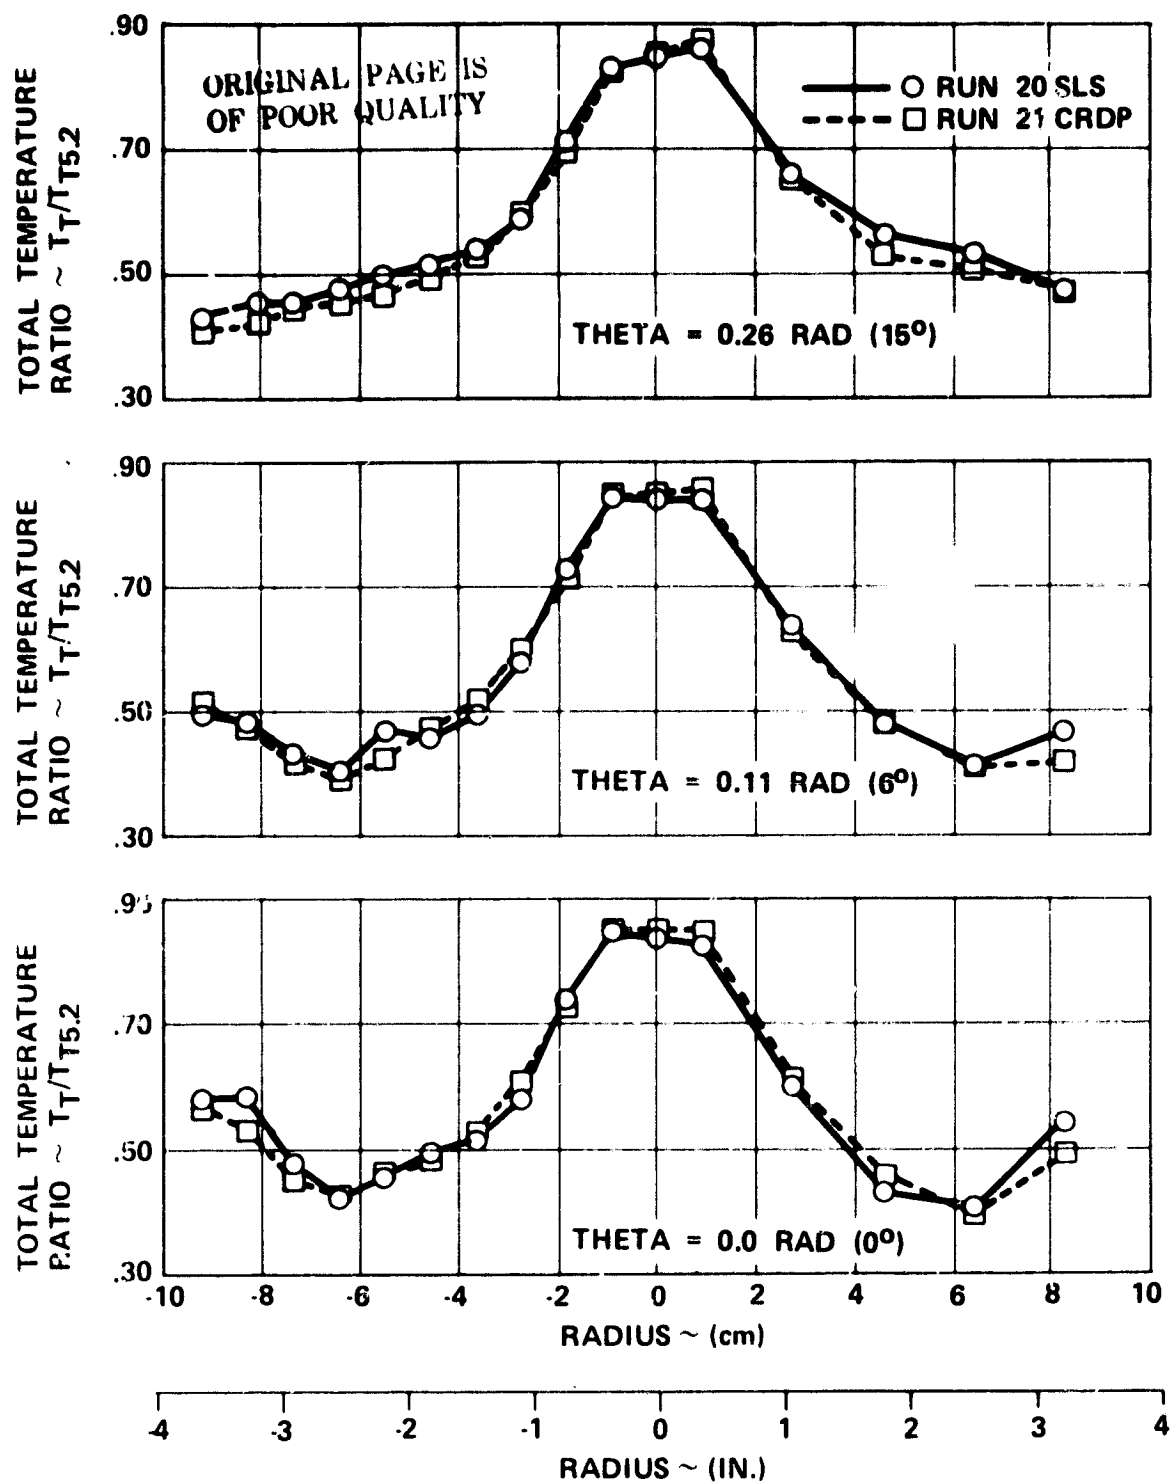 .90
ORIGINAL PAGE IS
OF POOR QUALITY
RUN 20 SLS
RUN 21 CRDP
.70
.50
.30
TOTAL TEMPERATURE
RATIO ~ TT/TT5.2
THETA = 0.26 RAD (15º)
.90
.70
.50
.30
TOTAL TEMPERATURE
RATIO ~ TT/TT5.2
THETA = 0.11 RAD (6º)
.70
.50
.30
TOTAL TEMPERATURE
RATIO ~ TT/TT5.2
THETA = 0.0 RAD (0º)
-10 -8 -6 -4 -2 0 2 4 6 8 10
RADIUS ~ (cm)
-4 -3 -2 -1 0 1 2 3 4
RADIUS ~ (IN.)